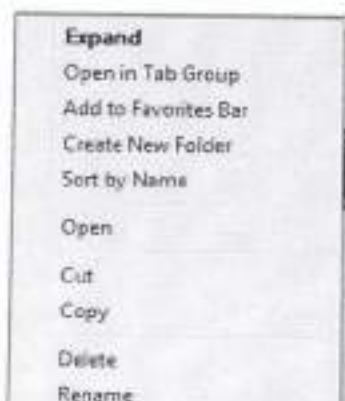 Expand
Open in Tab Group
Add to Favorites Bar
Create New Folder
Sort by Name
Open
Cut
Copy
Delete
Rename